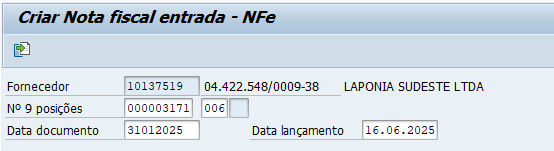 Criar Nota fiscal entrada - NFe
Fornecedor 10137519 04.422.548/0009-38 LAPONIA SUDESTE LTDA
Nº 9 posições 000003171 006
Data documento 31012025 Data lançamento 16.06.2025